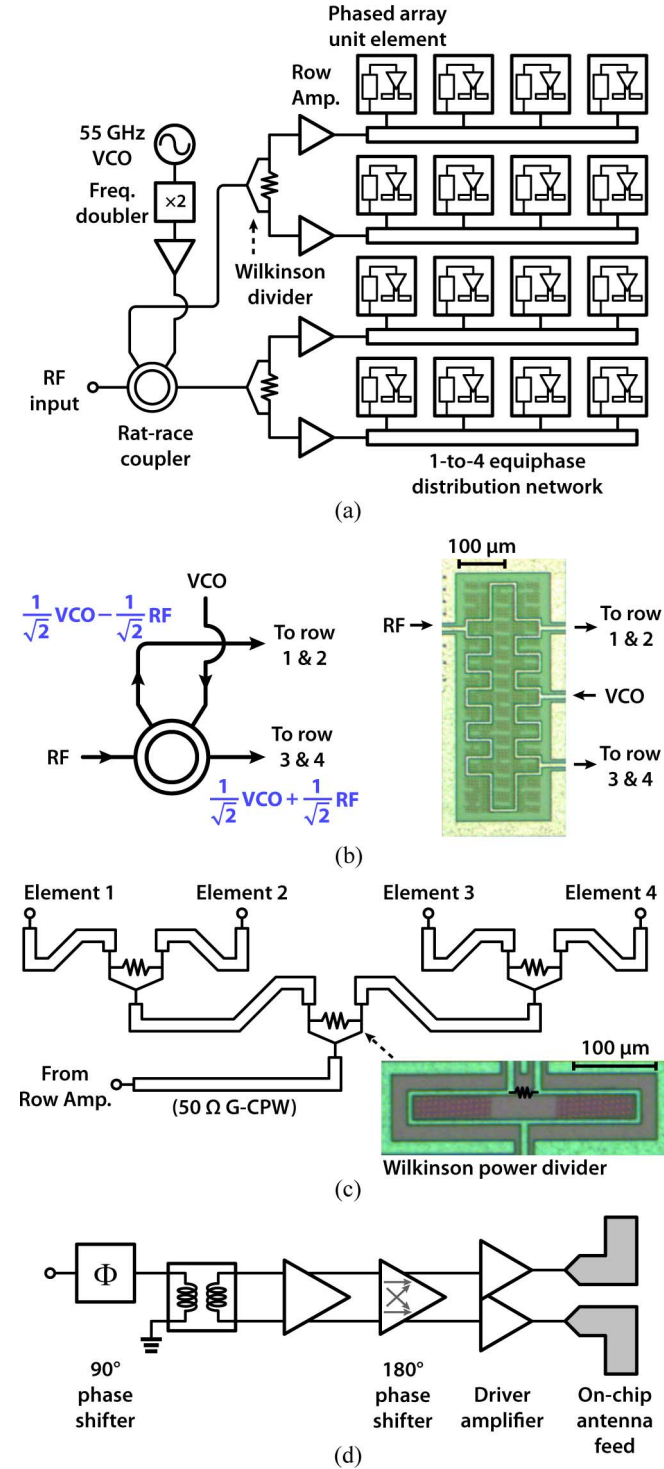 Phased array
unit element
Row
Amp.
55 GHz
VCO
Freq.
doubler
×2
Wilkinson
divider
RF
input
Rat-race
coupler
1-to-4 equiphase
distribution network
(a)
VCO
1/√2 VCO − 1/√2 RF
To row
1 & 2
RF
To row
3 & 4
1/√2 VCO + 1/√2 RF
100 μm
RF
To row
1 & 2
VCO
To row
3 & 4
(b)
Element 1
Element 2
Element 3
Element 4
From
Row Amp.
(50 Ω G-CPW)
100 μm
Wilkinson power divider
(c)
Φ
90°
phase
shifter
180°
phase
shifter
Driver
amplifier
On-chip
antenna
feed
(d)